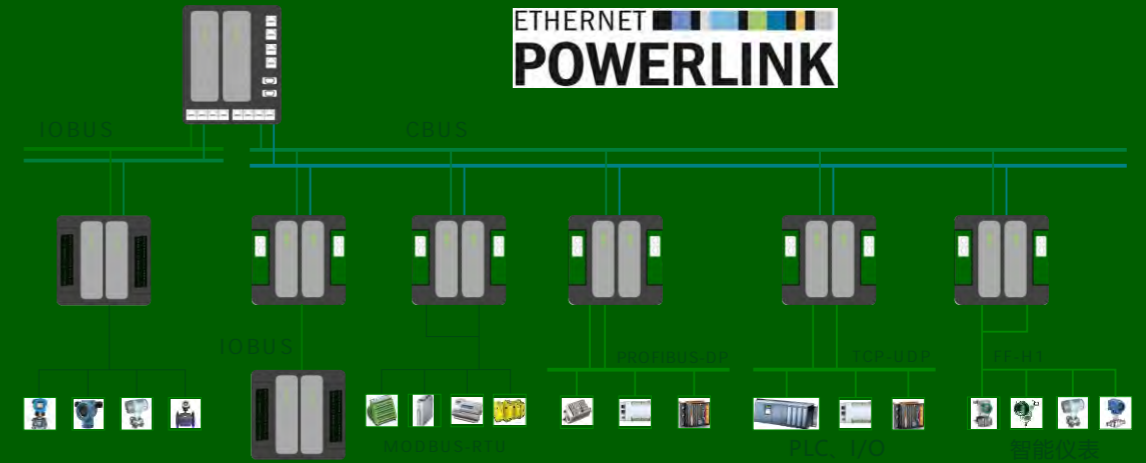 ETHERNET
POWERLINK
IOBUS
CBUS
IOBUS
PROFIBUS-DP
TCP-UDP
FF-H1
MODBUS-RTU
PLC、I/O
智能仪表